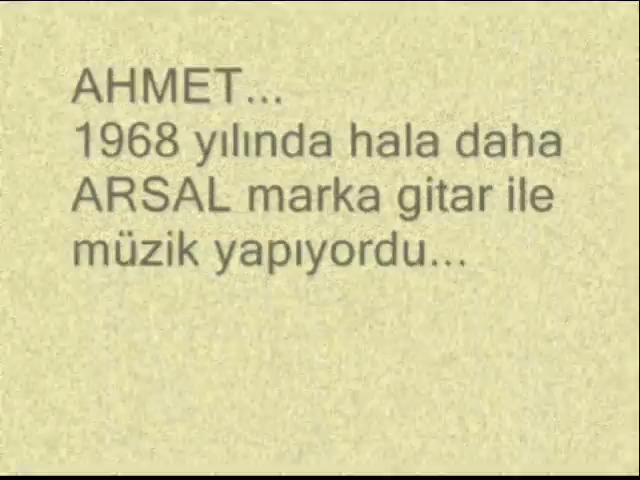 AHMET...
1968 yılında hala daha
ARSAL marka gitar ile
müzik yapıyordu...